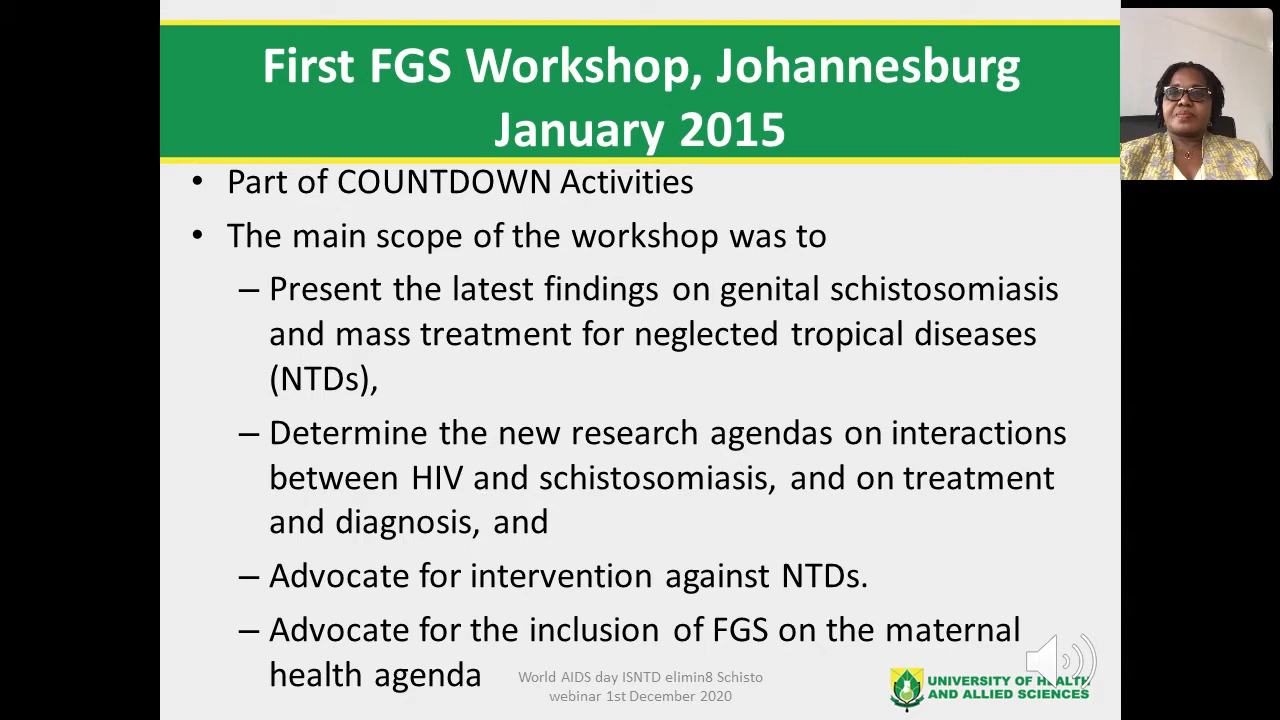 First FGS Workshop, Johannesburg
January 2015
• Part of COUNTDOWN Activities
• The main scope of the workshop was to
– Present the latest findings on genital schistosomiasis
and mass treatment for neglected tropical diseases
(NTDs),
– Determine the new research agendas on interactions
between HIV and schistosomiasis, and on treatment
and diagnosis, and
– Advocate for intervention against NTDs.
– Advocate for the inclusion of FGS on the maternal
health agenda
World AIDS day ISNTD elimin8 Schisto
webinar 1st December 2020
UNIVERSITY OF HEALTH
AND ALLIED SCIENCES